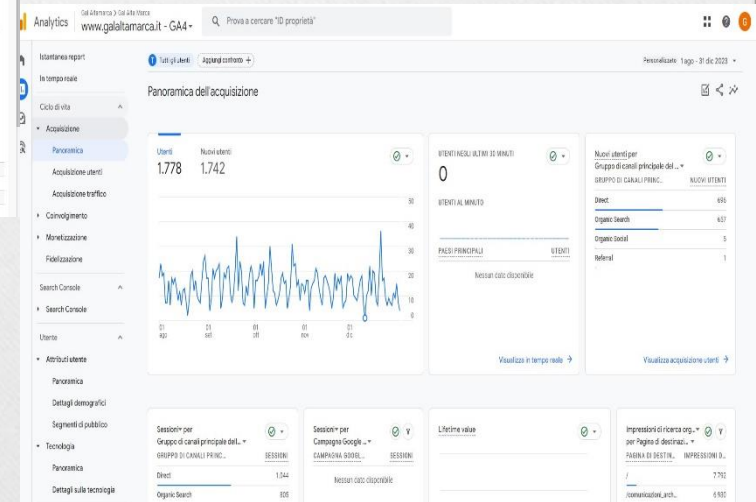 Analytics
Gal Altamarca > Gal Alta Marca
www.galaltamarca.it - GA4
Prova a cercare "ID proprietà"
G
Istantanea report
In tempo reale
Ciclo di vita
Acquisizione
Panoramica
Acquisizione utenti
Acquisizione traffico
Coinvolgimento
Monetizzazione
Fidelizzazione
Search Console
Search Console
Utente
Attributi utente
Panoramica
Dettagli demografici
Segmenti di pubblico
Tecnologia
Panoramica
Dettagli sulla tecnologia
Tutti gli utenti
Aggiungi confronto +
Personalizzato 1 ago - 31 dic 2023
Panoramica dell'acquisizione
Utenti
1.778
Nuovi utenti
1.742
50
40
30
20
10
0
01 ago
01 set
01 ott
01 nov
01 dic
UTENTI NEGLI ULTIMI 30 MINUTI
0
UTENTI AL MINUTO
PAESI PRINCIPALI UTENTI
Nessun dato disponibile
Visualizza in tempo reale →
Nuovi utenti per
Gruppo di canali principale del ...
GRUPPO DI CANALI PRINC... NUOVI UTENTI
Direct
Organic Search
Organic Social 5
Referral 1
Visualizza acquisizione utenti →
Sessioni per
Gruppo di canali principale dell...
GRUPPO DI CANALI PRINC... SESSIONI
Direct 1.044
Organic Search 805
Sessioni per
Campagna Google ...
CAMPAGNA GOOGL... SESSIONI
Nessun dato disponibile
Lifetime value
Impressioni di ricerca org...
per Pagina di destinazi...
PAGINA DI DESTIN... IMPRESSIONI D...
/ 7.792
/comunicazioni_arch... 6.932